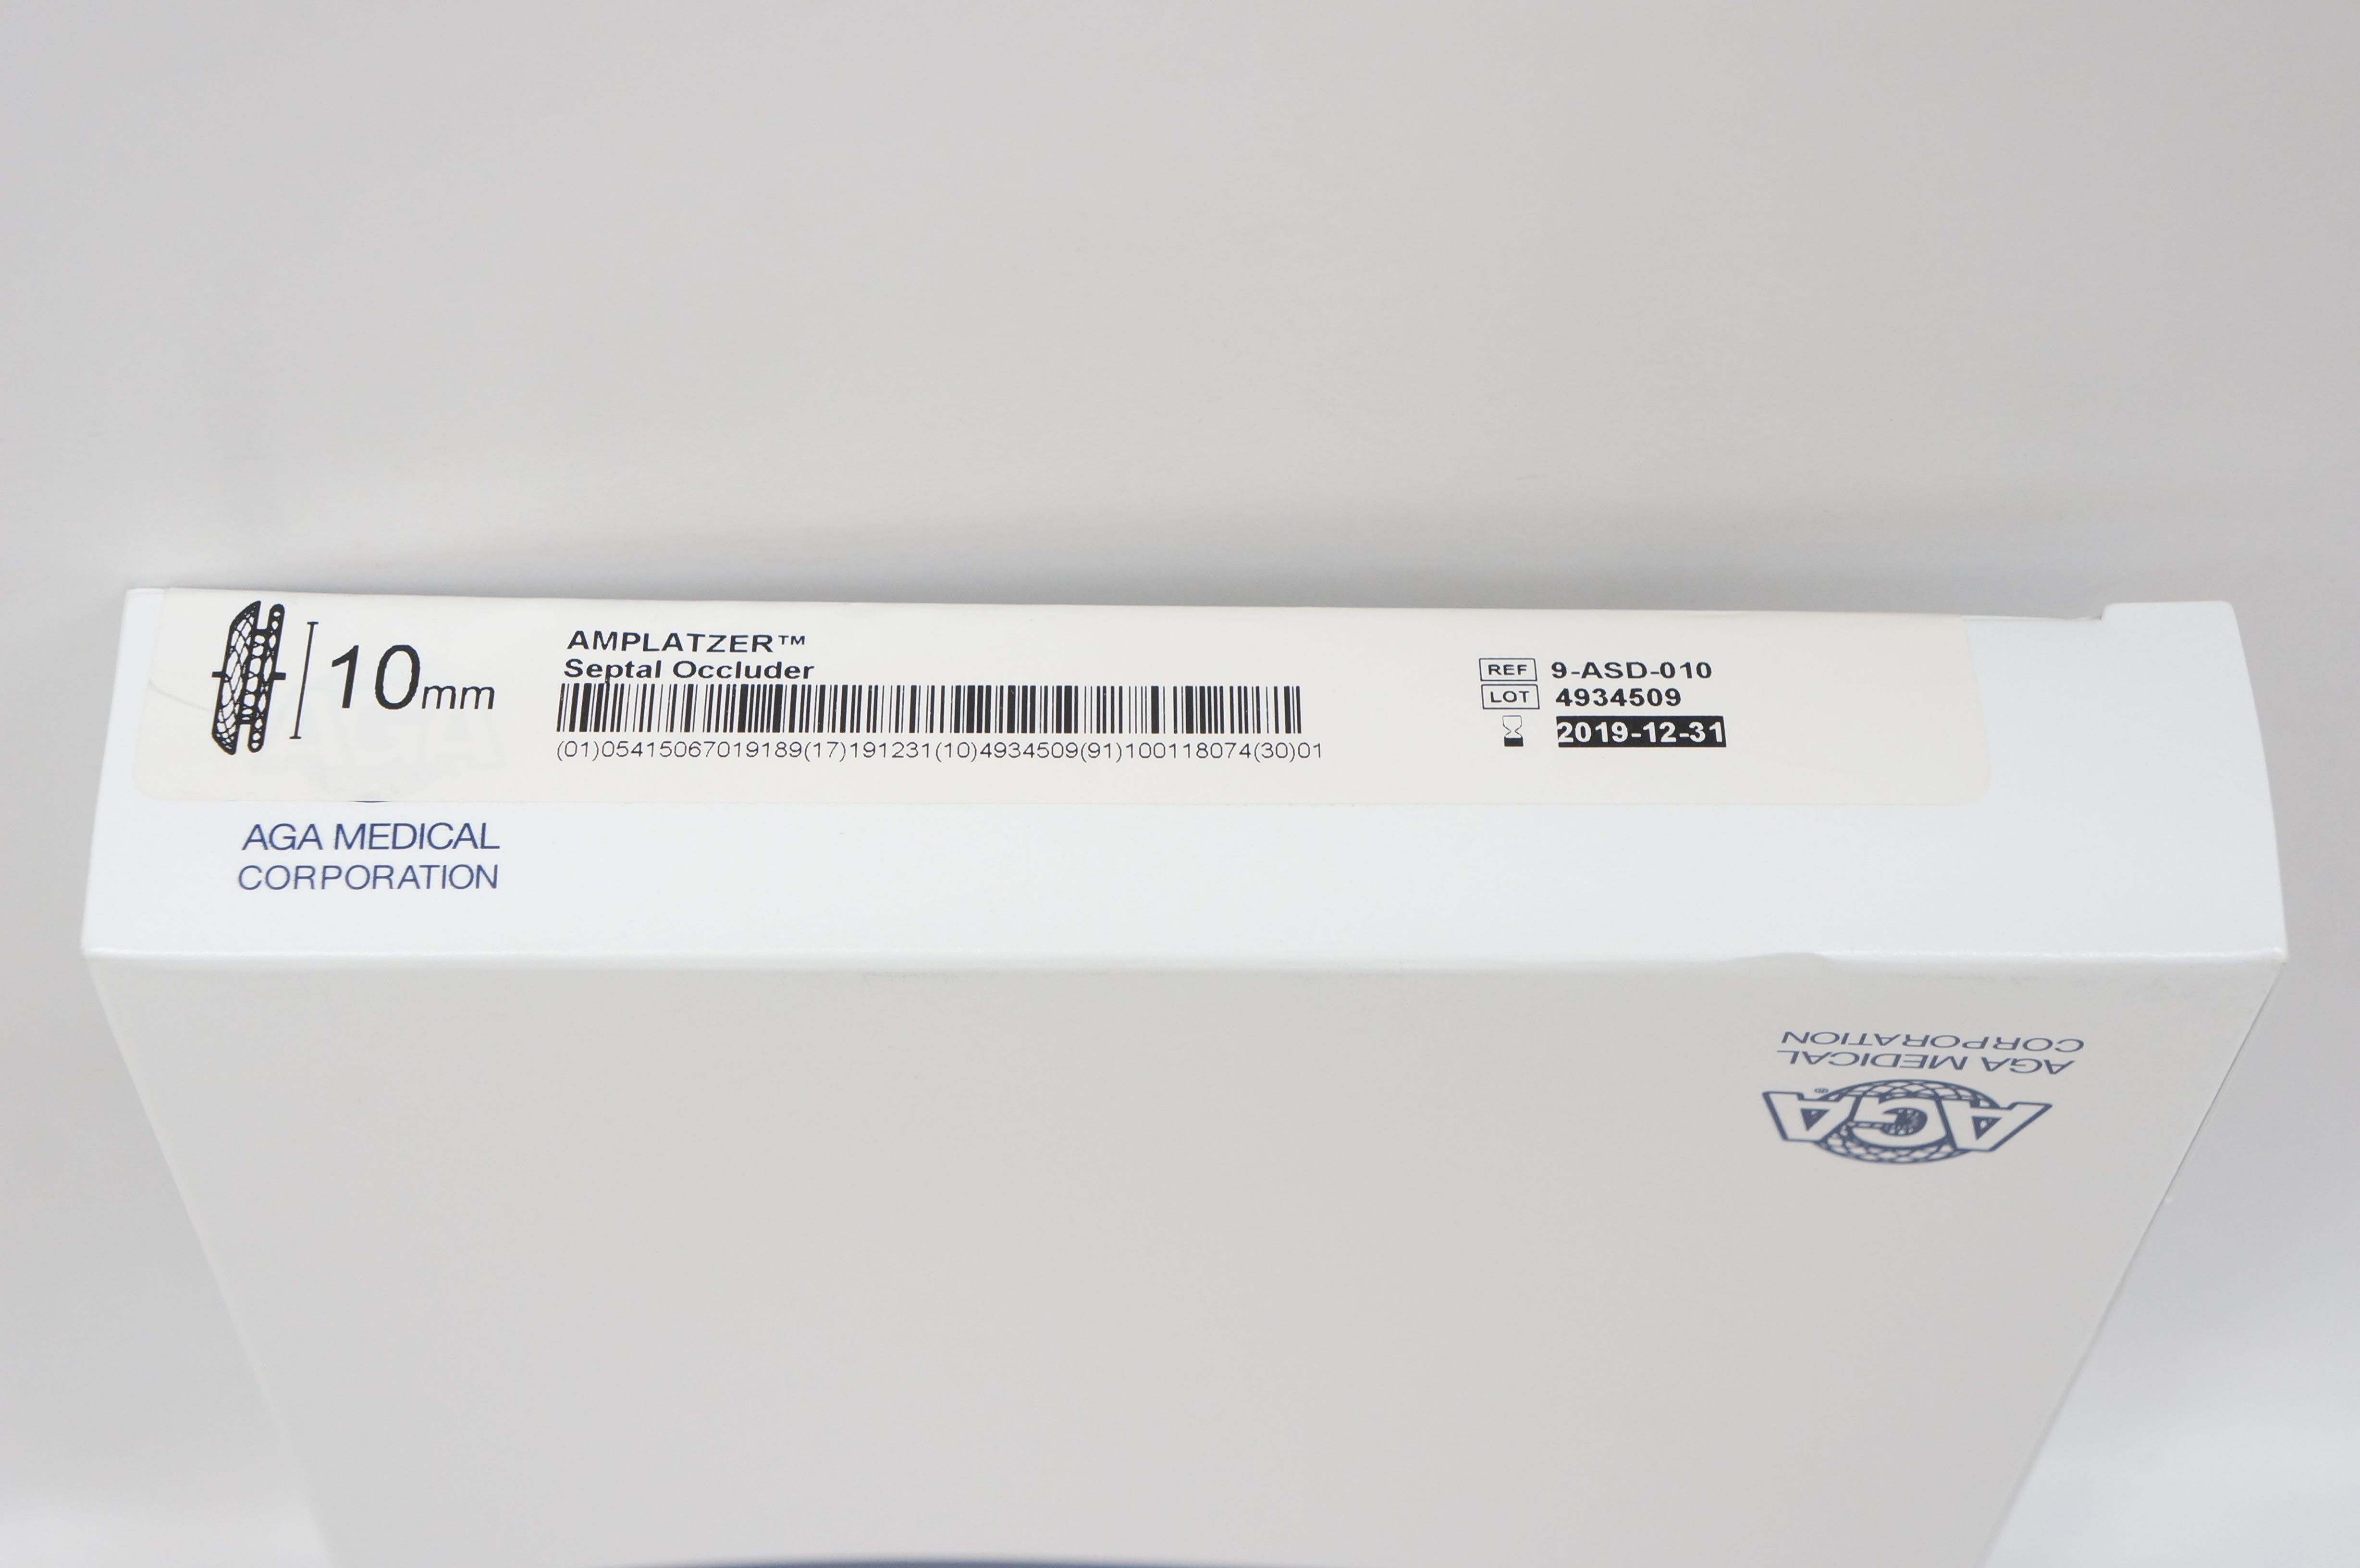 10mm
AMPLATZER™
Septal Occluder
(01)05415067019189(17)191231(10)4934509(91)100118074(30)01
REF 9-ASD-010
LOT 4934509
2019-12-31
AGA MEDICAL
CORPORATION
AGA®
AGA MEDICAL
CORPORATION